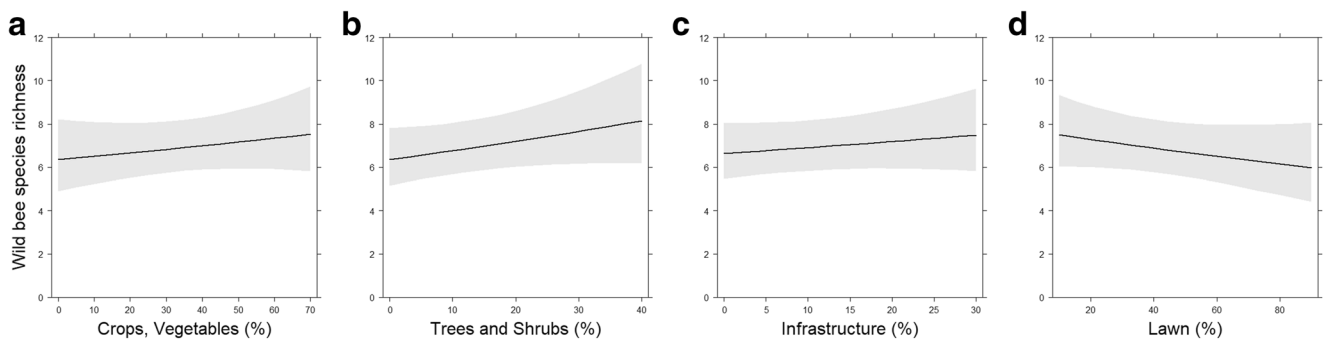 a b c d
Wild bee species richness
12 12 12 12
10 10 10 10
8 8 8 8
6 6 6 6
4 4 4 4
2 2 2 2
0 0 0 0
0 10 20 30 40 50 60 70 0 10 20 30 40 0 5 10 15 20 25 30 20 40 60 80
Crops, Vegetables (%) Trees and Shrubs (%) Infrastructure (%) Lawn (%)